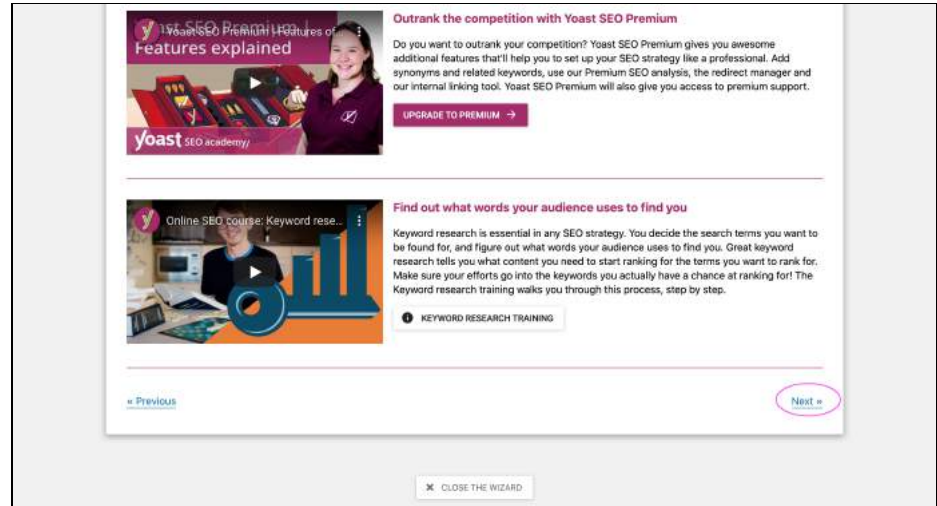 Yoast SEO Premium | Features of
Features explained
yoast SEO academy/
Outrank the competition with Yoast SEO Premium
Do you want to outrank your competition? Yoast SEO Premium gives you awesome
additional features that'll help you to set up your SEO strategy like a professional. Add
synonyms and related keywords, use our Premium SEO analysis, the redirect manager and
our internal linking tool. Yoast SEO Premium will also give you access to premium support.
UPGRADE TO PREMIUM →
Online SEO course: Keyword rese...
Find out what words your audience uses to find you
Keyword research is essential in any SEO strategy. You decide the search terms you want to
be found for, and figure out what words your audience uses to find you. Great keyword
research tells you what content you need to start ranking for the terms you want to rank for.
Make sure your efforts go into the keywords you actually have a chance at ranking for! The
Keyword research training walks you through this process, step by step.
KEYWORD RESEARCH TRAINING
« Previous
Next »
✖ CLOSE THE WIZARD